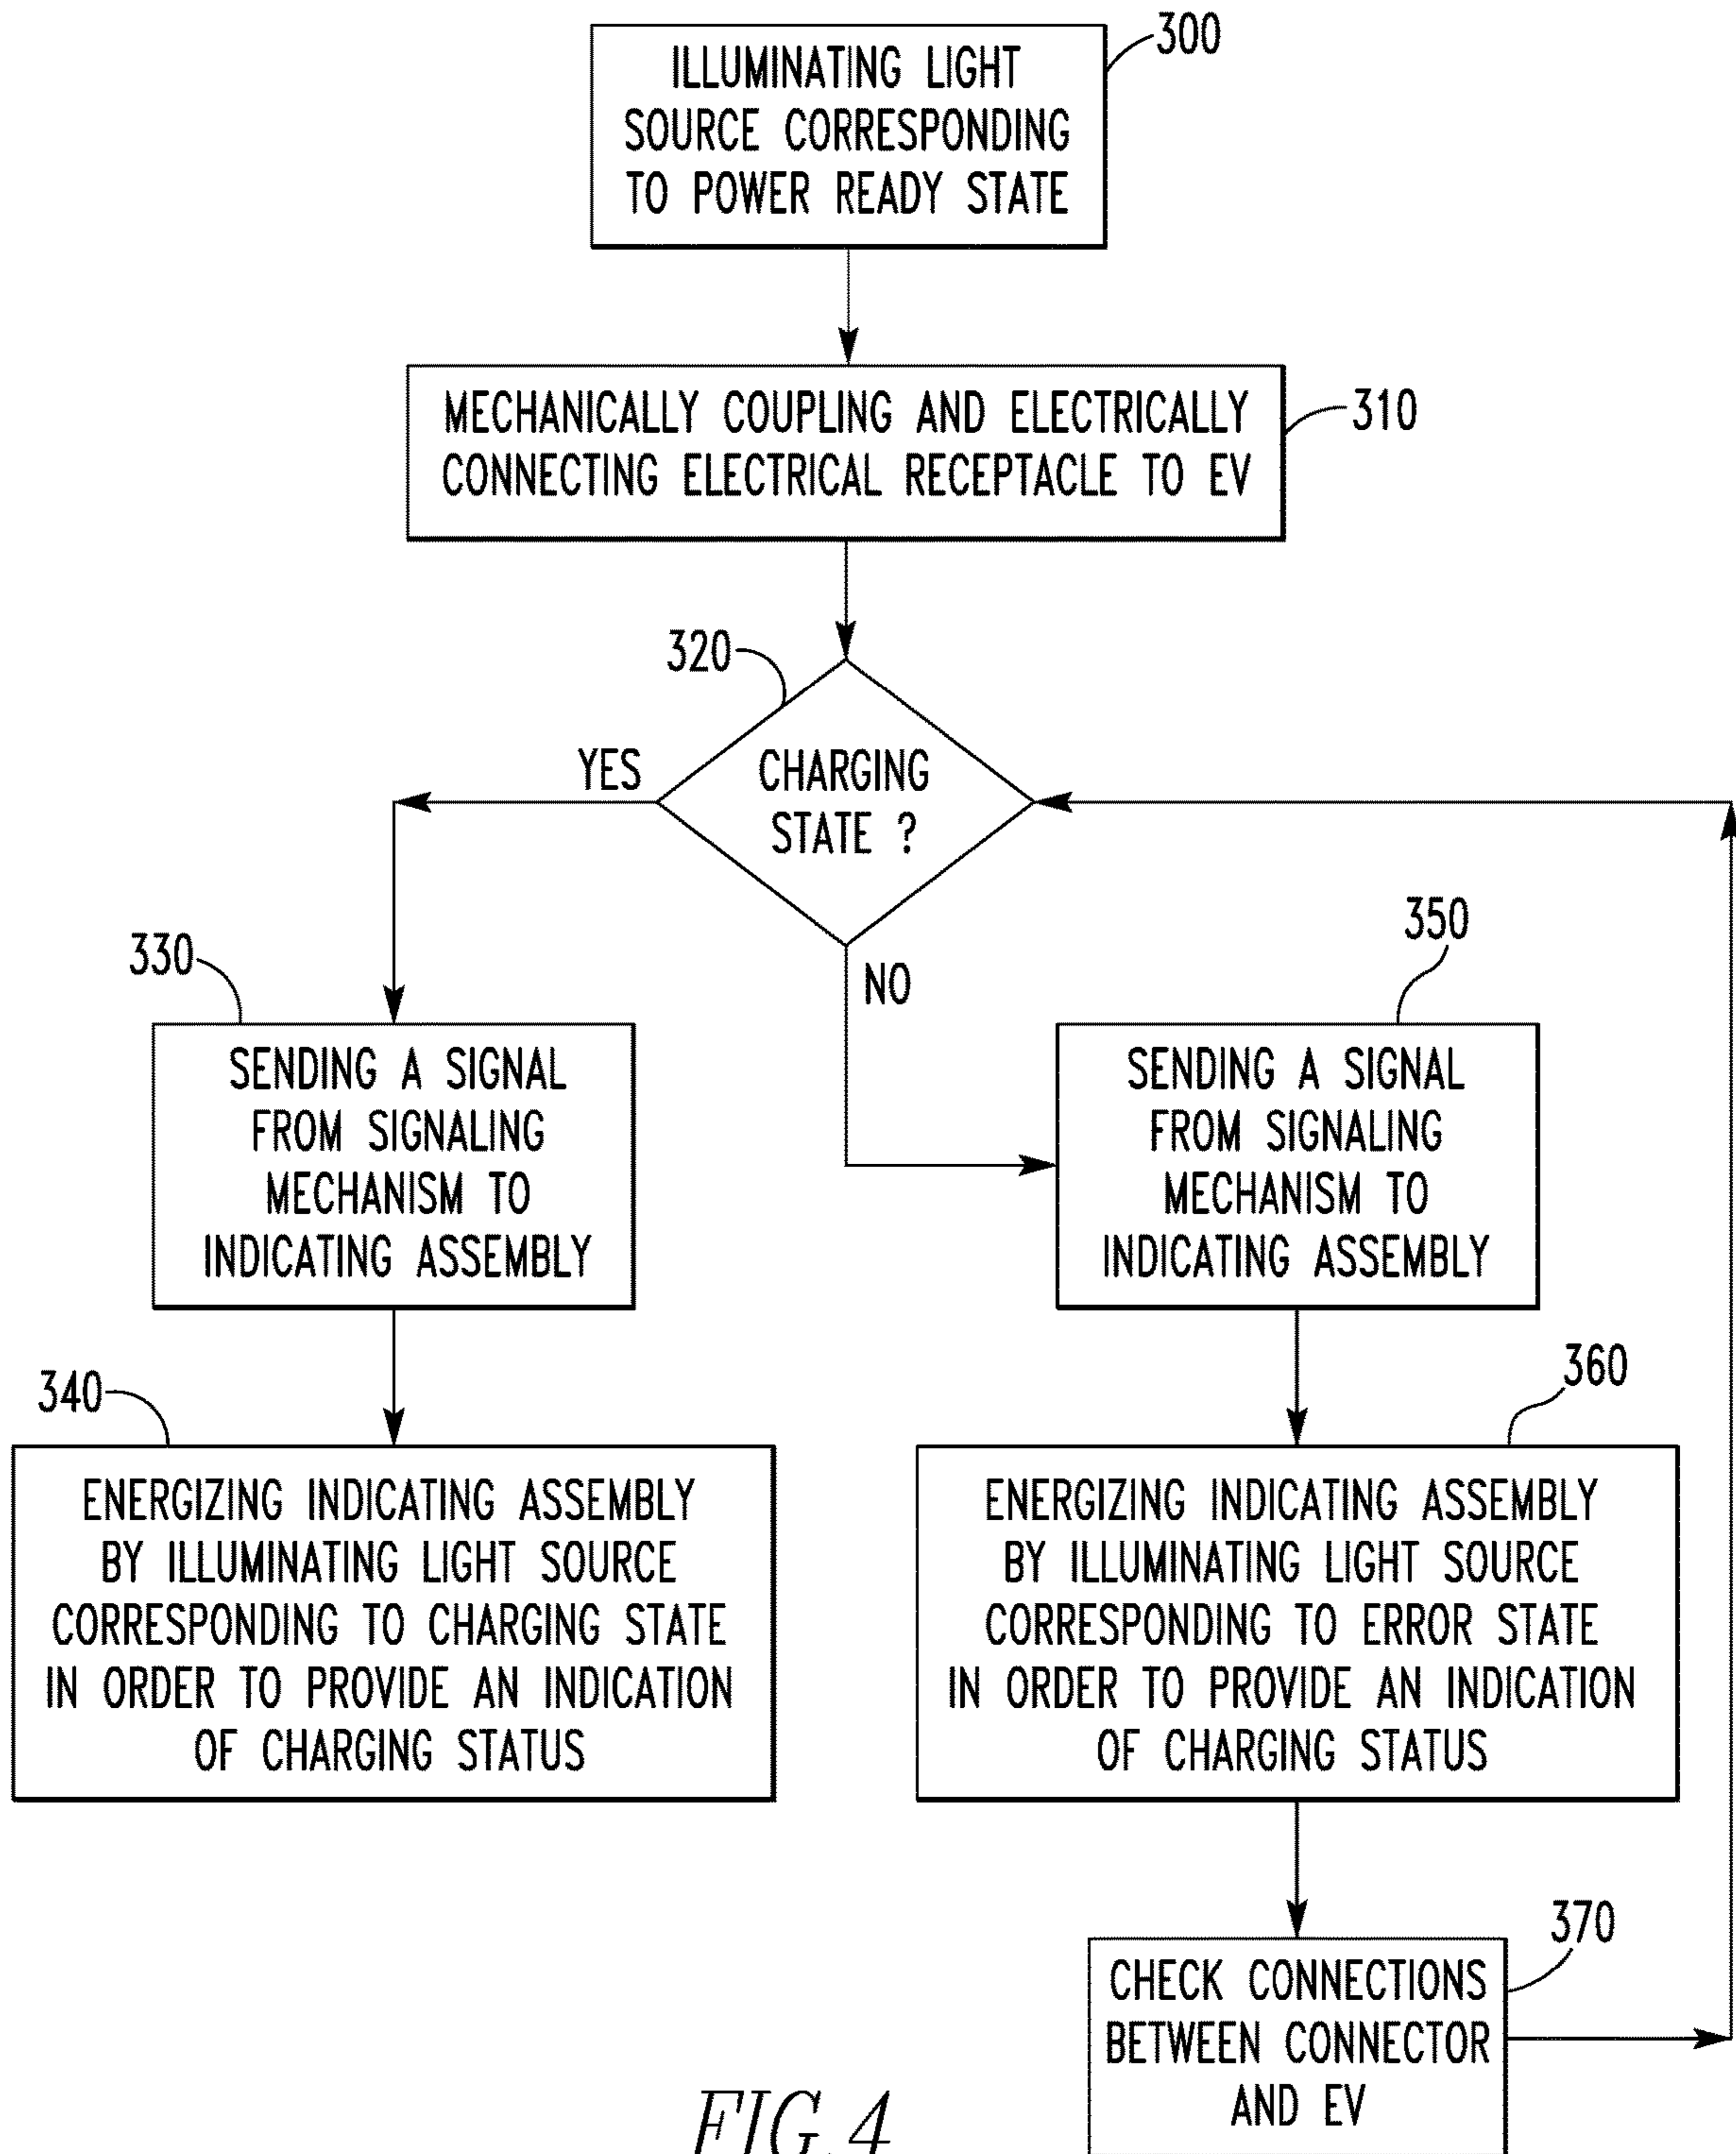 300
ILLUMINATING LIGHT
SOURCE CORRESPONDING
TO POWER READY STATE
310
MECHANICALLY COUPLING AND ELECTRICALLY
CONNECTING ELECTRICAL RECEPTACLE TO EV
320
YES
CHARGING
STATE ?
NO
330
SENDING A SIGNAL
FROM SIGNALING
MECHANISM TO
INDICATING ASSEMBLY
340
ENERGIZING INDICATING ASSEMBLY
BY ILLUMINATING LIGHT SOURCE
CORRESPONDING TO CHARGING STATE
IN ORDER TO PROVIDE AN INDICATION
OF CHARGING STATUS
350
SENDING A SIGNAL
FROM SIGNALING
MECHANISM TO
INDICATING ASSEMBLY
360
ENERGIZING INDICATING ASSEMBLY
BY ILLUMINATING LIGHT SOURCE
CORRESPONDING TO ERROR STATE
IN ORDER TO PROVIDE AN INDICATION
OF CHARGING STATUS
370
CHECK CONNECTIONS
BETWEEN CONNECTOR
AND EV
FIG.4